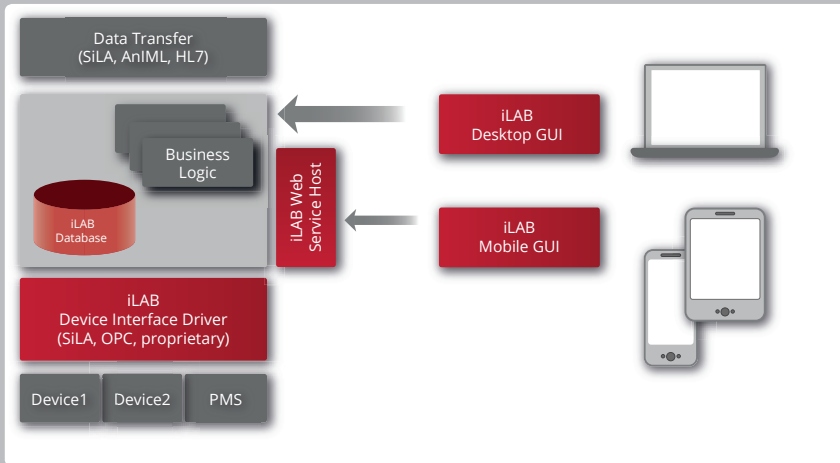 Data Transfer
(SiLA, AnIML, HL7)
Business
Logic
iLAB
Database
iLAB Web
Service Host
iLAB
Desktop GUI
iLAB
Mobile GUI
iLAB
Device Interface Driver
(SiLA, OPC, proprietary)
Device1
Device2
PMS